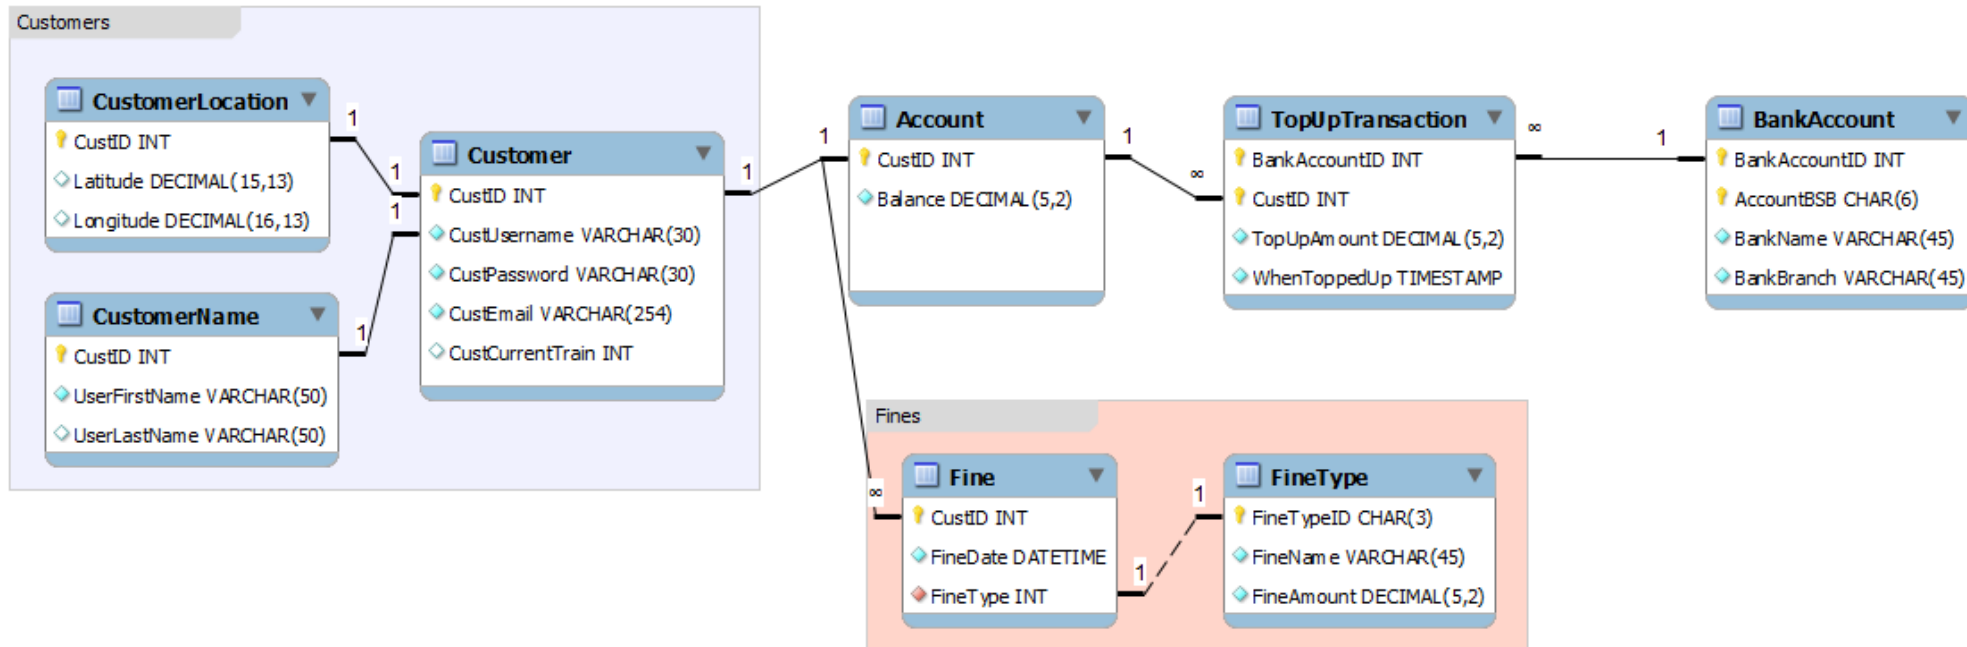 Customers
CustomerLocation
CustID INT
Latitude DECIMAL(15,13)
Longitude DECIMAL(16,13)
1
1
CustomerName
CustID INT
UserFirstName VARCHAR(50)
UserLastName VARCHAR(50)
1
1
Customer
CustID INT
CustUsername VARCHAR(30)
CustPassword VARCHAR(30)
CustEmail VARCHAR(254)
CustCurrentTrain INT
1
1
Account
CustID INT
Balance DECIMAL(5,2)
1
∞
TopUpTransaction
BankAccountID INT
CustID INT
TopUpAmount DECIMAL(5,2)
WhenToppedUp TIMESTAMP
∞
1
BankAccount
BankAccountID INT
AccountBSB CHAR(6)
BankName VARCHAR(45)
BankBranch VARCHAR(45)
Fines
∞
Fine
CustID INT
FineDate DATETIME
FineType INT
1
1
FineType
FineTypeID CHAR(3)
FineName VARCHAR(45)
FineAmount DECIMAL(5,2)